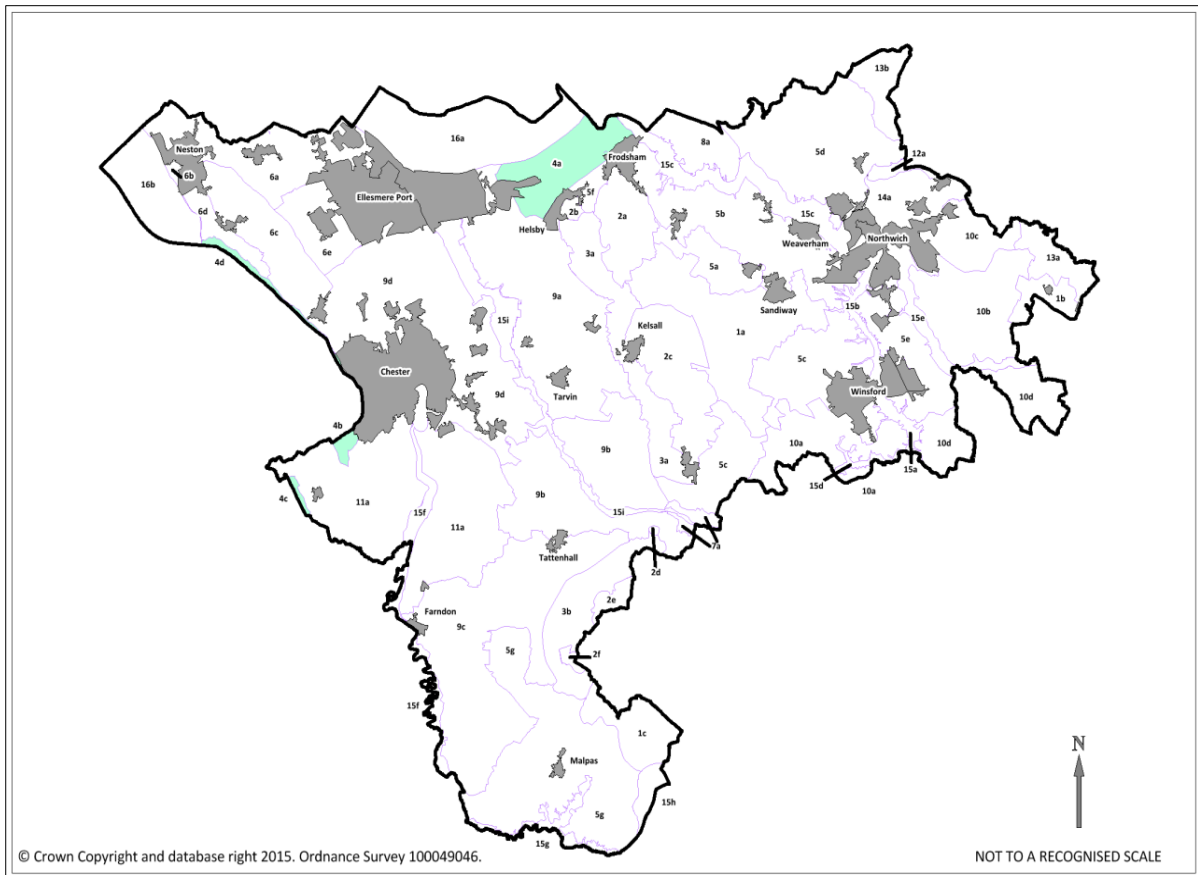 13b
16a
8a
Neston
12a
5d
Frodsham
4a
15c
6a
6b
16b
5f
14a
Ellesmere Port
6d
2b
2a
5b
15c
Helsby
6c
Weaverham
Northwich
10c
6e
3a
13a
4d
5a
9d
9a
1b
Sandiway
15b
10b
15i
15e
Kelsall
1a
5e
2c
5c
Chester
Winsford
Tarvin
9d
10d
4b
9b
10a
10d
3a
5c
15a
15d
10a
4c
11a
9b
15f
15i
11a
7a
Tattenhall
2d
2e
Farndon
3b
9c
5g
2f
15f
1c
Malpas
N
15h
5g
15g
© Crown Copyright and database right 2015. Ordnance Survey 100049046.
NOT TO A RECOGNISED SCALE